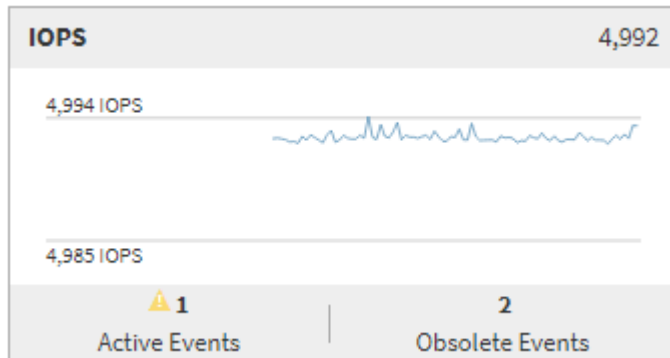 IOPS 4,992
4,994 IOPS
4,985 IOPS
1 2
Active Events Obsolete Events